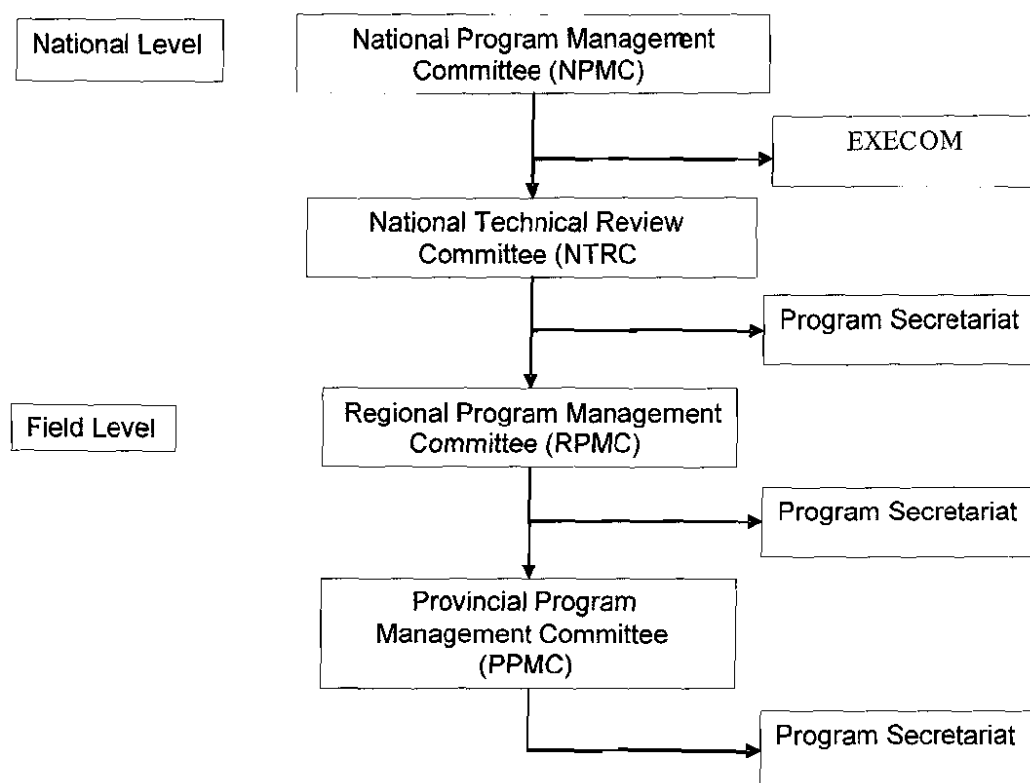 National Level
National Program Management
Committee (NPMC)
EXECOM
National Technical Review
Committee (NTRC
Program Secretariat
Field Level
Regional Program Management
Committee (RPMC)
Program Secretariat
Provincial Program
Management Committee
(PPMC)
Program Secretariat